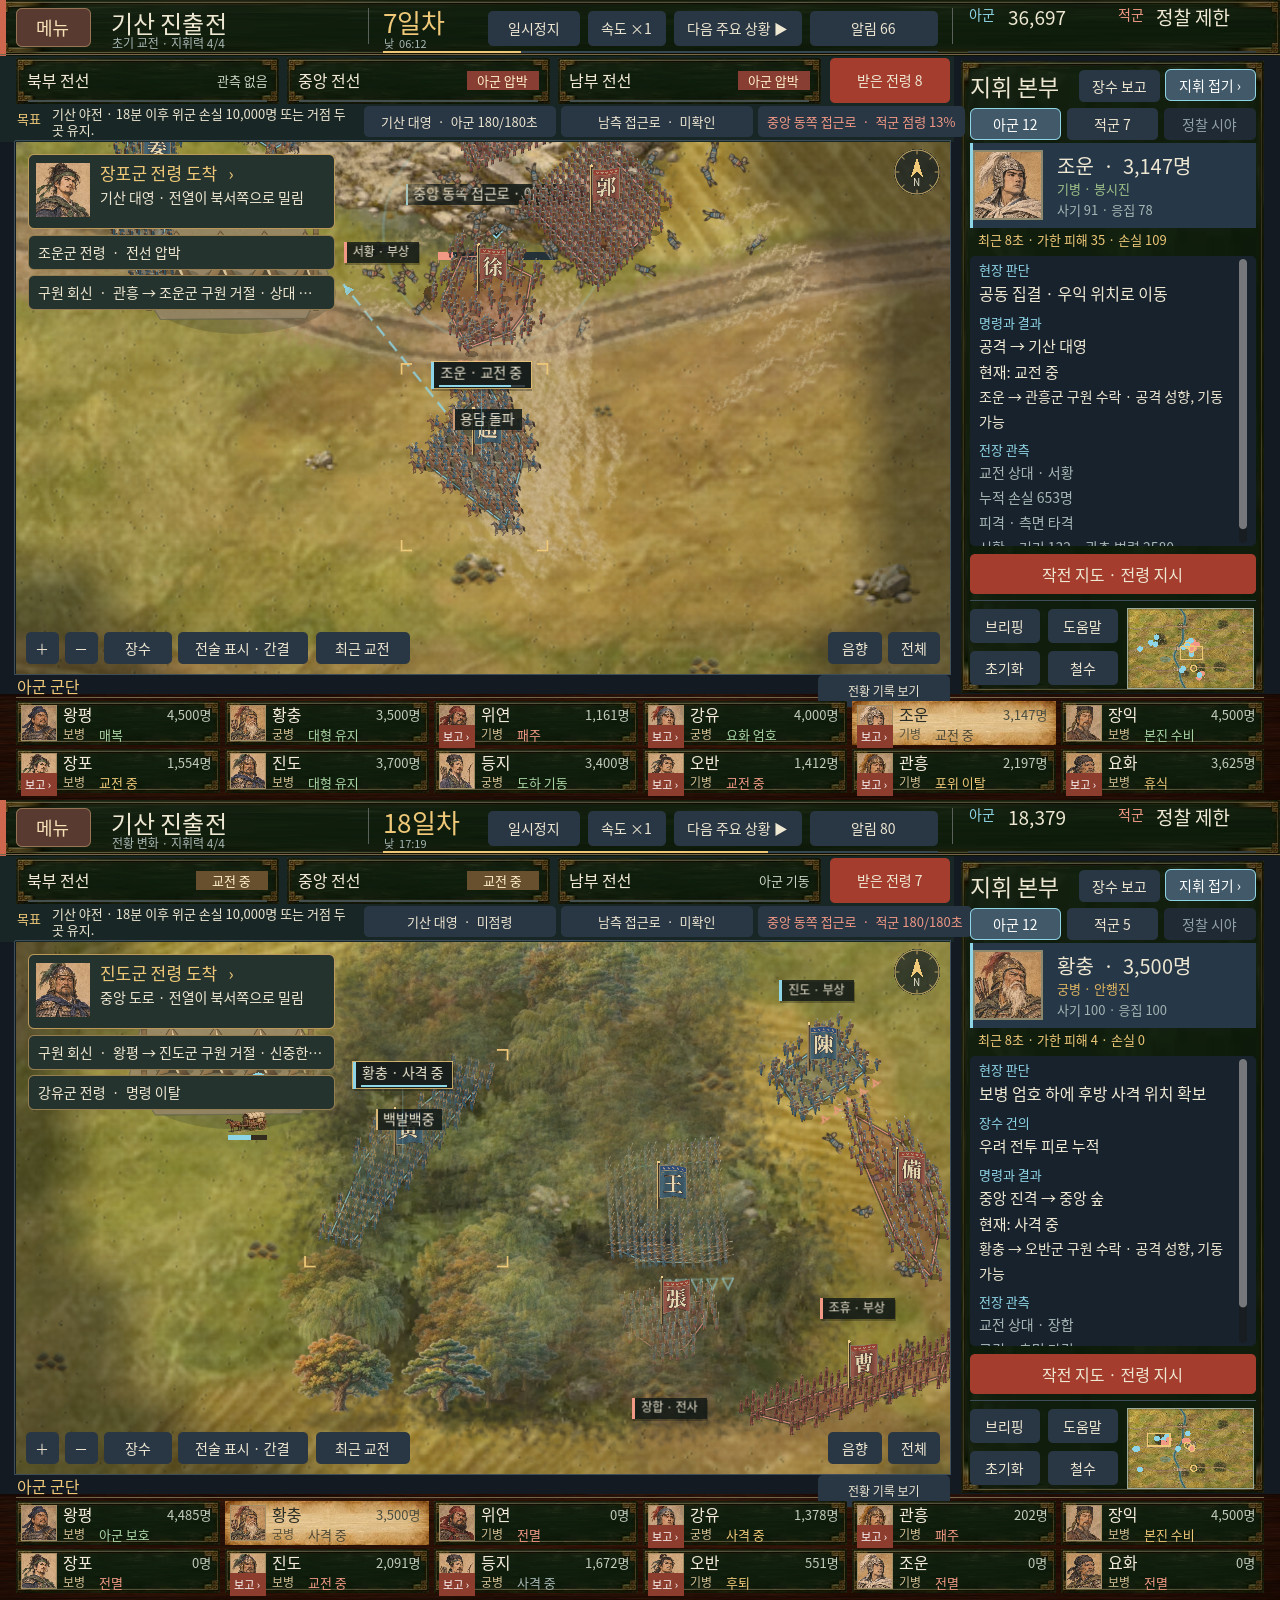 메뉴
기산 진출전
초기 교전 · 지휘력 4/4
7일차
낮 06:12
일시정지
속도 ×1
다음 주요 상황 ▶
알림 66
아군 36,697
적군 정찰 제한
북부 전선 관측 없음
중앙 전선 아군 압박
남부 전선 아군 압박
받은 전령 8
목표 기산 야전 · 18분 이후 위군 손실 10,000명 또는 거점 두
곳 유지.
기산 대영 · 아군 180/180초
남측 접근로 · 미확인
중앙 동쪽 접근로 · 적군 점령 13%
장포군 전령 도착 ›
기산 대영 · 전열이 북서쪽으로 밀림
조운군 전령 · 전선 압박
구원 회신 · 관흥 → 조운군 구원 거절 · 상대 …
중앙 동쪽 접근로 ·
서황 · 부상
郭
徐
조운 · 교전 중
용담 돌파
N
+
−
장수
전술 표시 · 간결
최근 교전
음향
전체
지휘 본부
장수 보고
지휘 접기 ›
아군 12
적군 7
정찰 시야
조운 · 3,147명
기병 · 봉시진
사기 91 · 응집 78
최근 8초 · 가한 피해 35 · 손실 109
현장 판단
공동 집결 · 우익 위치로 이동
명령과 결과
공격 → 기산 대영
현재: 교전 중
조운 → 관흥군 구원 수락 · 공격 성향, 기동
가능
전장 관측
교전 상대 · 서황
누적 손실 653명
피격 · 측면 타격
작전 지도 · 전령 지시
브리핑
도움말
초기화
철수
아군 군단
전황 기록 보기
왕평 4,500명
보병 매복
황충 3,500명
궁병 대형 유지
위연 1,161명
보고 › 기병 패주
강유 4,000명
보고 › 궁병 요화 엄호
조운 3,147명
보고 › 기병 교전 중
장익 4,500명
보병 본진 수비
장포 1,554명
보고 › 보병 교전 중
진도 3,700명
보병 대형 유지
등지 3,400명
궁병 도하 기동
오반 1,412명
보고 › 기병 교전 중
관흥 2,197명
보고 › 기병 포위 이탈
요화 3,625명
보고 › 보병 휴식
메뉴
기산 진출전
전황 변화 · 지휘력 4/4
18일차
낮 17:19
일시정지
속도 ×1
다음 주요 상황 ▶
알림 80
아군 18,379
적군 정찰 제한
북부 전선 교전 중
중앙 전선 교전 중
남부 전선 아군 기동
받은 전령 7
목표 기산 야전 · 18분 이후 위군 손실 10,000명 또는 거점 두
곳 유지.
기산 대영 · 미점령
남측 접근로 · 미확인
중앙 동쪽 접근로 · 적군 180/180초
진도군 전령 도착 ›
중앙 도로 · 전열이 북서쪽으로 밀림
구원 회신 · 왕평 → 진도군 구원 거절 · 신중한…
강유군 전령 · 명령 이탈
진도 · 부상
陳
황충 · 사격 중
백발백중
王
備
張
조휴 · 부상
曹
장합 · 전사
N
+
−
장수
전술 표시 · 간결
최근 교전
음향
전체
지휘 본부
장수 보고
지휘 접기 ›
아군 12
적군 5
정찰 시야
황충 · 3,500명
궁병 · 안행진
사기 100 · 응집 100
최근 8초 · 가한 피해 4 · 손실 0
현장 판단
보병 엄호 하에 후방 사격 위치 확보
장수 건의
우려 전투 피로 누적
명령과 결과
중앙 진격 → 중앙 숲
현재: 사격 중
황충 → 오반군 구원 수락 · 공격 성향, 기동
가능
전장 관측
교전 상대 · 장합
작전 지도 · 전령 지시
브리핑
도움말
초기화
철수
아군 군단
전황 기록 보기
왕평 4,485명
보병 아군 보호
황충 3,500명
궁병 사격 중
위연 0명
기병 전멸
강유 1,378명
보고 › 궁병 사격 중
관흥 202명
보고 › 기병 패주
장익 4,500명
보병 본진 수비
장포 0명
보병 전멸
진도 2,091명
보고 › 보병 교전 중
등지 1,672명
보고 › 궁병 사격 중
오반 551명
보고 › 기병 후퇴
조운 0명
기병 전멸
요화 0명
보병 전멸